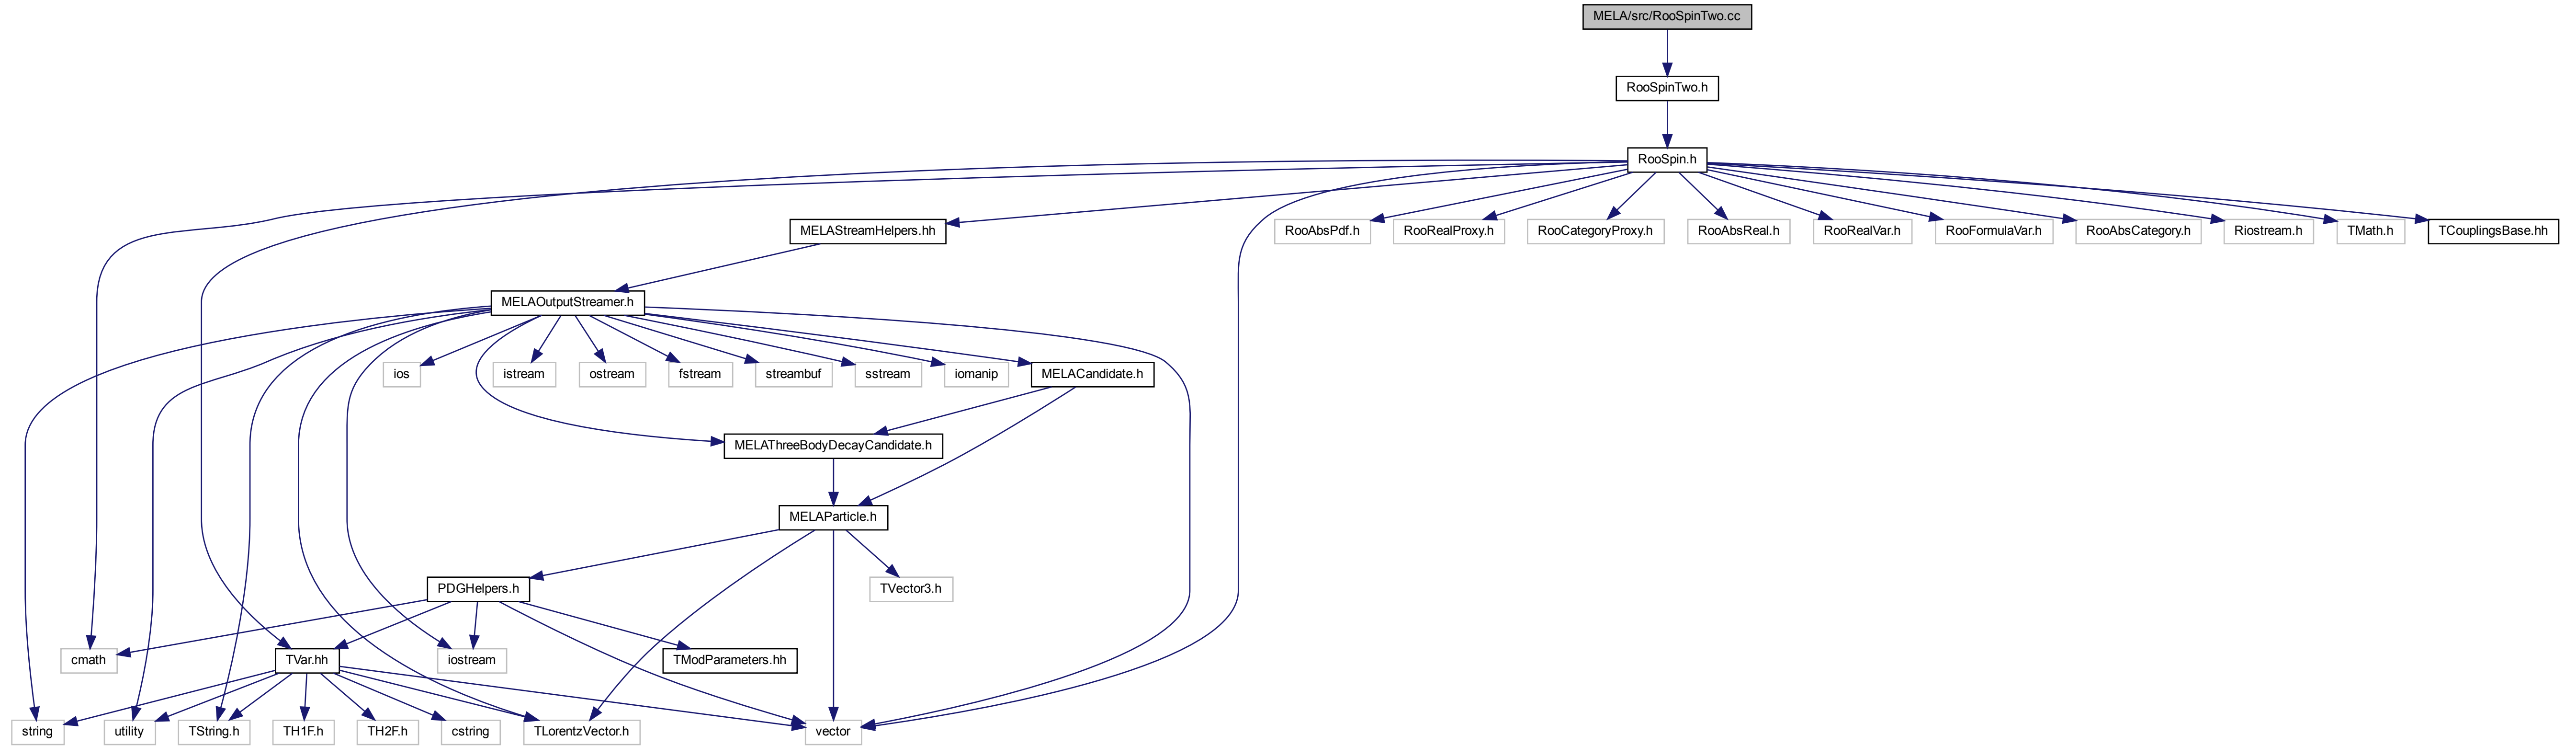 MELA/src/RooSpinTwo.cc
RooSpinTwo.h
RooSpin.h
MELAStreamHelpers.hh
RooAbsPdf.h
RooRealProxy.h
RooCategoryProxy.h
RooAbsReal.h
RooRealVar.h
RooFormulaVar.h
RooAbsCategory.h
Riostream.h
TMath.h
TCouplingsBase.hh
MELAOutputStreamer.h
ios
istream
ostream
fstream
streambuf
sstream
iomanip
MELACandidate.h
MELAThreeBodyDecayCandidate.h
MELAParticle.h
PDGHelpers.h
TVector3.h
cmath
TVar.hh
iostream
TModParameters.hh
string
utility
TString.h
TH1F.h
TH2F.h
cstring
TLorentzVector.h
vector